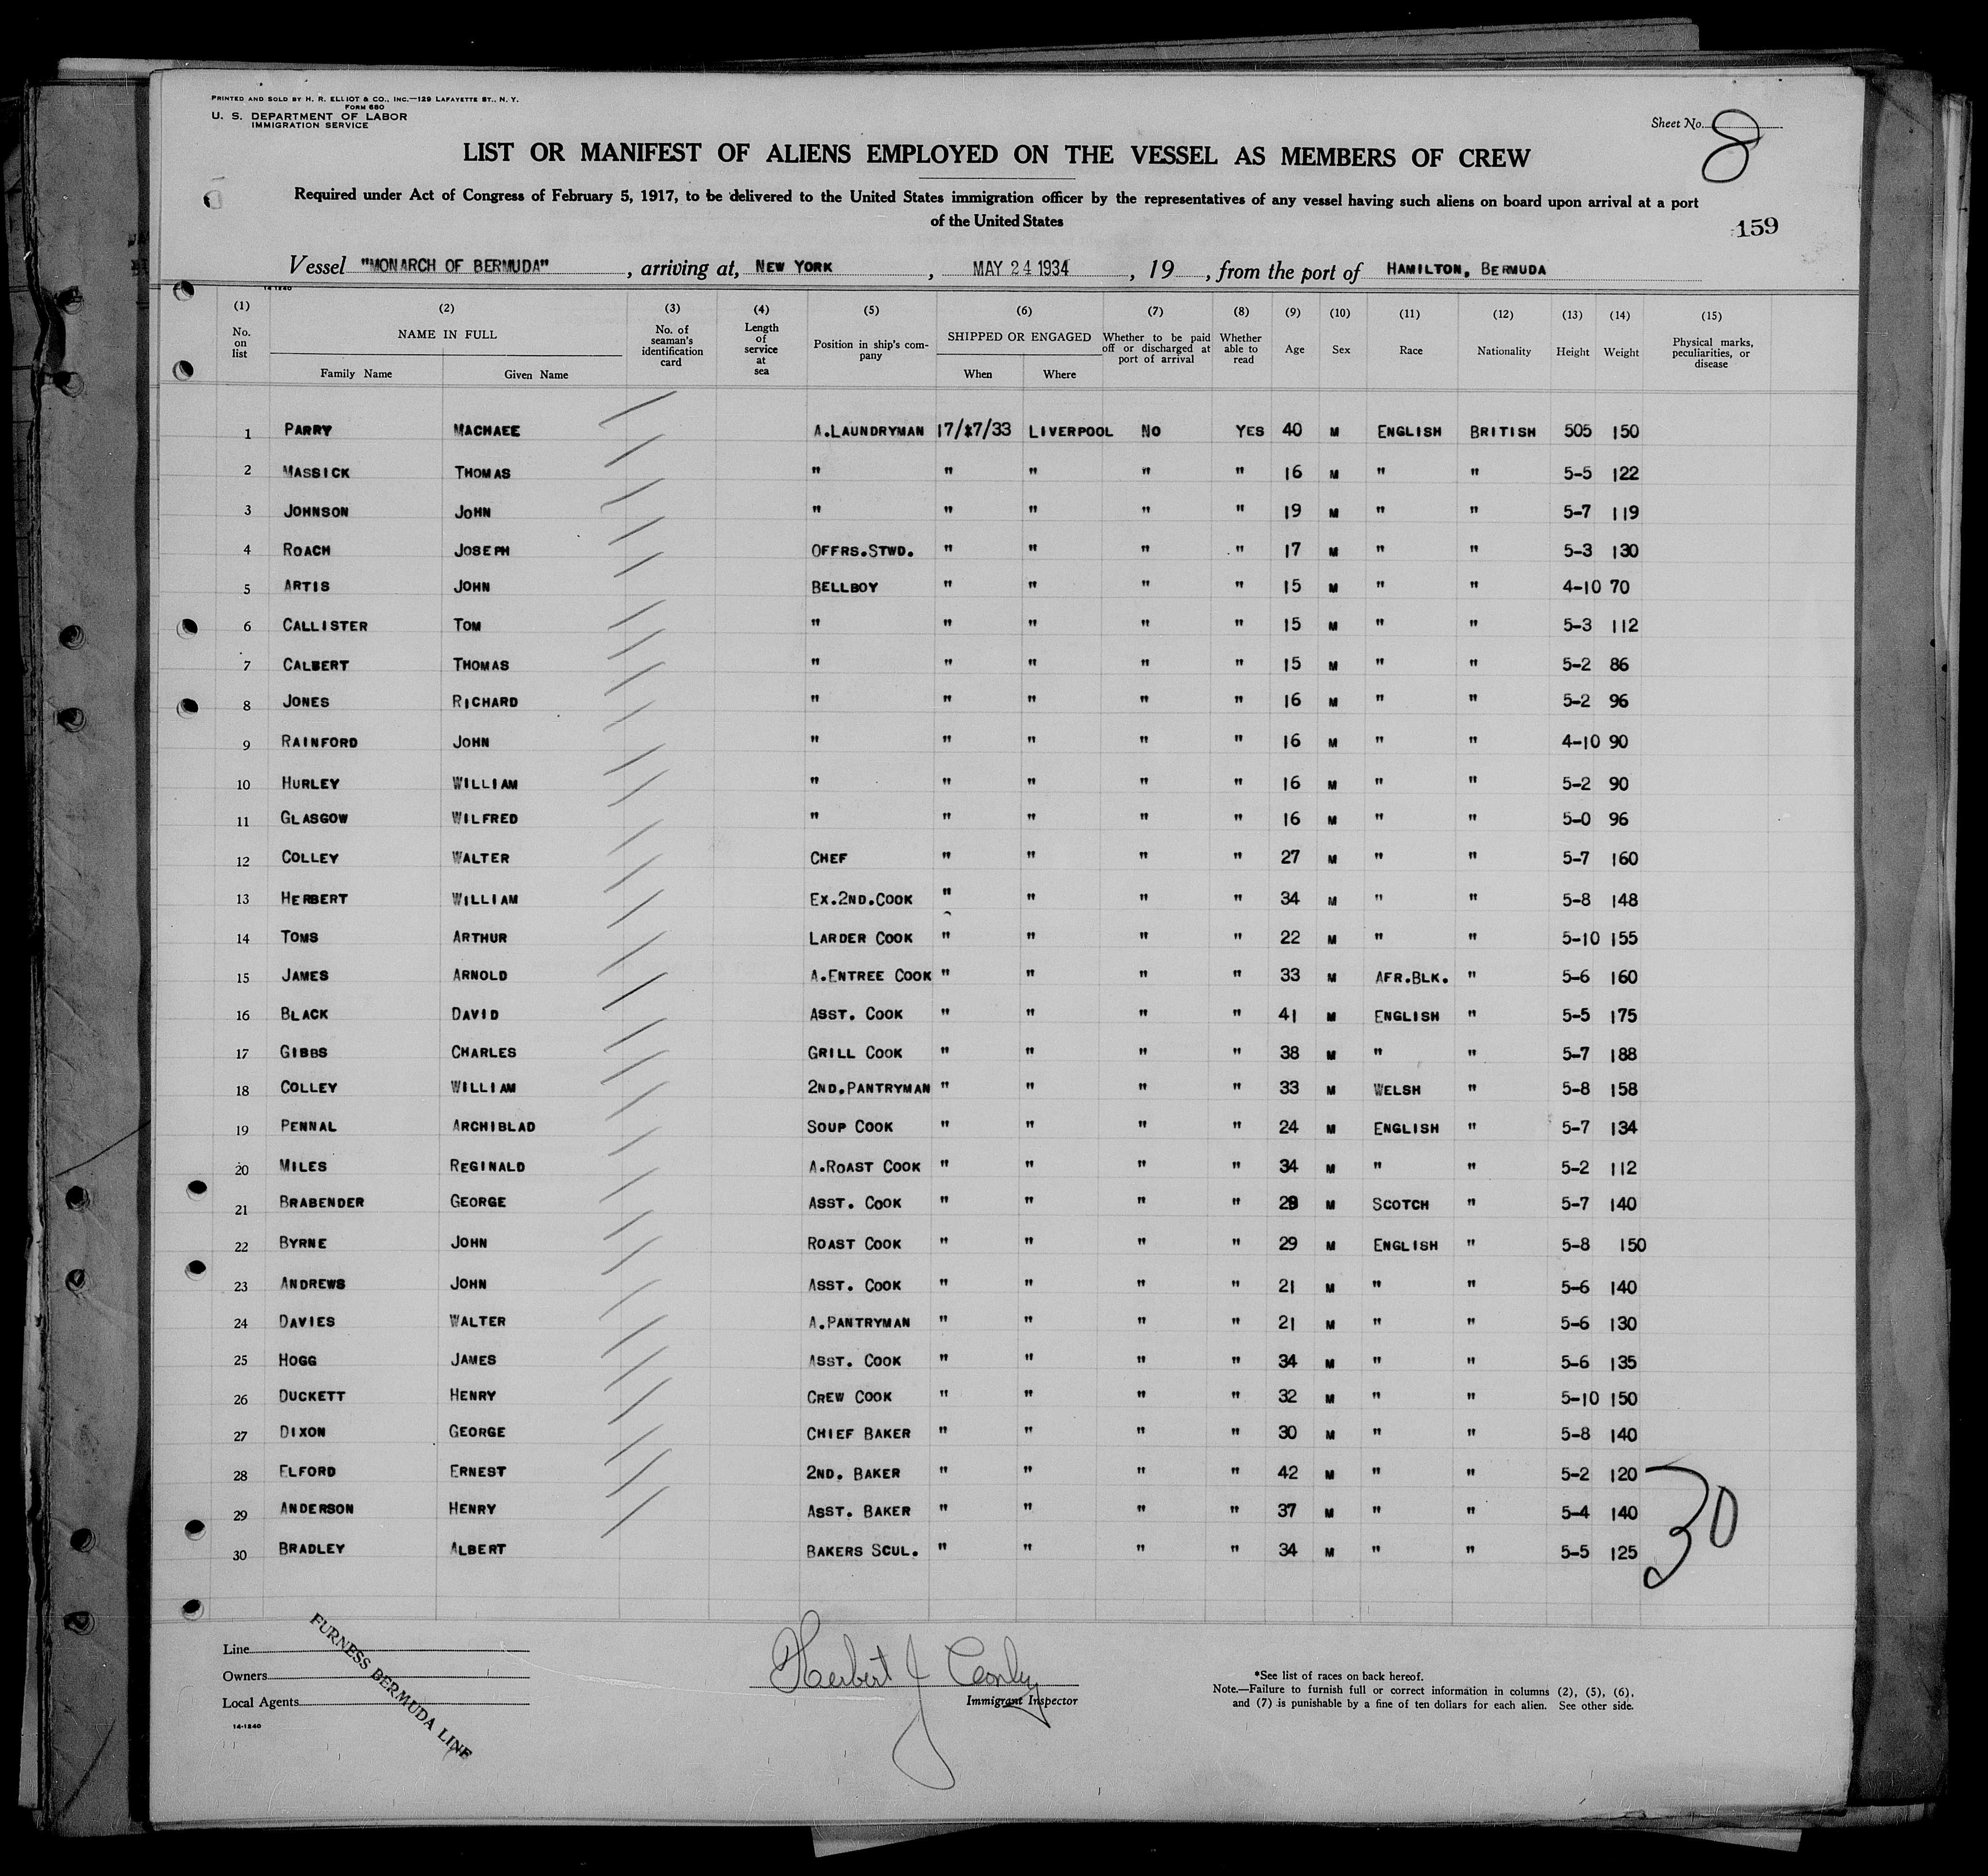 PRINTED AND SOLD BY H. R. ELLIOT & CO., INC.—129 LAFAYETTE ST., N. Y.
FORM 680
U. S. DEPARTMENT OF LABOR
IMMIGRATION SERVICE
Sheet No. 8
LIST OR MANIFEST OF ALIENS EMPLOYED ON THE VESSEL AS MEMBERS OF CREW
Required under Act of Congress of February 5, 1917, to be delivered to the United States immigration officer by the representatives of any vessel having such aliens on board upon arrival at a port
of the United States
159
Vessel "MONARCH OF BERMUDA", arriving at, NEW YORK, MAY 24 1934, 19, from the port of HAMILTON, BERMUDA
14-1240
(1) (2) (3) (4) (5) (6) (7) (8) (9) (10) (11) (12) (13) (14) (15)
No. on list NAME IN FULL No. of seaman's identification card Length of service at sea Position in ship's company SHIPPED OR ENGAGED Whether to be paid off or discharged at port of arrival Whether able to read Age Sex Race Nationality Height Weight Physical marks, peculiarities, or disease
Family Name Given Name When Where
1 PARRY MACHAEE A.LAUNDRYMAN 17/17/33 LIVERPOOL NO YES 40 M ENGLISH BRITISH 505 150
2 MASSICK THOMAS " " " " " 16 M " " 5-5 122
3 JOHNSON JOHN " " " " " 19 M " " 5-7 119
4 ROACH JOSEPH OFFRS.STWD. " " " " 17 M " " 5-3 130
5 ARTIS JOHN BELLBOY " " " " 15 M " " 4-10 70
6 CALLISTER TOM " " " " " 15 M " " 5-3 112
7 CALBERT THOMAS " " " " " 15 M " " 5-2 86
8 JONES RICHARD " " " " " 16 M " " 5-2 96
9 RAINFORD JOHN " " " " " 16 M " " 4-10 90
10 HURLEY WILLIAM " " " " " 16 M " " 5-2 90
11 GLASGOW WILFRED " " " " " 16 M " " 5-0 96
12 COLLEY WALTER CHEF " " " " 27 M " " 5-7 160
13 HERBERT WILLIAM EX.2ND.COOK " " " " 34 M " " 5-8 148
14 TOMS ARTHUR LARDER COOK " " " " 22 M " " 5-10 155
15 JAMES ARNOLD A.ENTREE COOK " " " " 33 M AFR.BLK. " 5-6 160
16 BLACK DAVID ASST. COOK " " " " 41 M ENGLISH " 5-5 175
17 GIBBS CHARLES GRILL COOK " " " " 38 M " " 5-7 188
18 COLLEY WILLIAM 2ND.PANTRYMAN " " " " 33 M WELSH " 5-8 158
19 PENNAL ARCHIBLAD SOUP COOK " " " " 24 M ENGLISH " 5-7 134
20 MILES REGINALD A.ROAST COOK " " " " 34 M " " 5-2 112
21 BRABENDER GEORGE ASST. COOK " " " " M SCOTCH " 5-7 140
22 BYRNE JOHN ROAST COOK " " " " 29 M ENGLISH " 5-8 150
23 ANDREWS JOHN ASST. COOK " " " " 21 M " " 5-6 140
24 DAVIES WALTER A.PANTRYMAN " " " " 21 M " " 5-6 130
25 HOGG JAMES ASST. COOK " " " " 34 M " " 5-6 135
26 DUCKETT HENRY CREW COOK " " " " 32 M " " 5-10 150
27 DIXON GEORGE CHIEF BAKER " " " " 30 M " " 5-8 140
28 ELFORD ERNEST 2ND. BAKER " " " " 42 M " " 5-2 120
29 ANDERSON HENRY ASST. BAKER " " " " 37 M " " 5-4 140
30 BRADLEY ALBERT BAKERS SCUL. " " " " 34 M " " 5-5 125
30
Line
Owners
Local Agents
14-1240
FURNESS BERMUDA LINE
Herbert J
Immigrant Inspector
*See list of races on back hereof.
Note.—Failure to furnish full or correct information in columns (2), (5), (6),
and (7) is punishable by a fine of ten dollars for each alien. See other side.